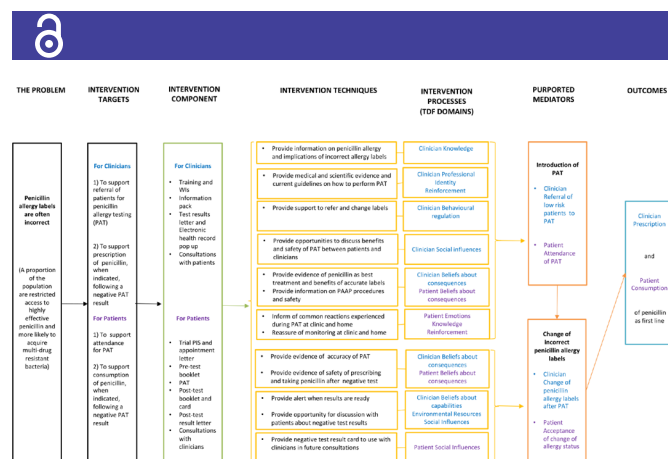 THE PROBLEM
INTERVENTION
TARGETS
INTERVENTION
COMPONENT
INTERVENTION TECHNIQUES
INTERVENTION
PROCESSES
(TDF DOMAINS)
PURPORTED
MEDIATORS
OUTCOMES
Penicillin
allergy labels
are often
incorrect
(A proportion
of the
population
are restricted
access to
highly
effective
penicillin and
more likely to
acquire
multi-drug
resistant
bacteria)
For Clinicians
1) To support
referral of
patients for
penicillin
allergy testing
(PAT)
2) To support
prescription
of penicillin,
when
indicated,
following a
negative PAT
result
For Patients
1) To support
attendance
for PAT
2) To support
consumption
of penicillin,
when
indicated,
following a
negative PAT
result
For Clinicians
• Training and
WIs
• Information
pack
• Test results
letter and
Electronic
health record
pop up
• Consultations
with patients
For Patients
• Trial PIS and
appointment
letter
• Pre-test
booklet
• PAT
• Post-test
booklet and
card
• Post-test
result letter
• Consultations
with
clinicians
• Provide information on penicillin allergy
and implications of incorrect allergy labels
Clinician Knowledge
• Provide medical and scientific evidence and
current guidelines on how to perform PAT
Clinician Professional
Identity
Reinforcement
• Provide support to refer and change labels
Clinician Behavioural
regulation
• Provide opportunities to discuss benefits
and safety of PAT between patients and
clinicians
Clinician Social influences
• Provide evidence of penicillin as best
treatment and benefits of accurate labels
• Provide information on PAAP procedures
and safety
Clinician Beliefs about
consequences
Patient Beliefs about
consequences
• Inform of common reactions experienced
during PAT at clinic and home
• Reassure of monitoring at clinic and home
Patient Emotions
Knowledge
Reinforcement
• Provide evidence of accuracy of PAT
• Provide evidence of safety of prescribing
and taking penicillin after negative test
Clinician Beliefs about
consequences
Patient Beliefs about
consequences
• Provide alert when results are ready
• Provide opportunity for discussion with
patients about negative test results
Clinician Beliefs about
capabilities
Environmental Resources
Social Influences
• Provide negative test result card to use with
clinicians in future consultations
Patient Social Influences
Introduction of
PAT
• Clinician
Referral of
low risk
patients to
PAT
• Patient
Attendance
of PAT
Change of
incorrect
penicillin allergy
labels
• Clinician
Change of
penicillin
allergy labels
after PAT
• Patient
Acceptance
of change of
allergy status
Clinician
Prescription
and
Patient
Consumption
of penicillin
as first line